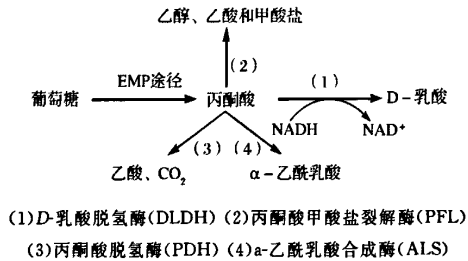 乙醇、乙酸和甲酸盐
(2)
(1)
葡萄糖
EMP途径
丙酮酸
D-乳酸
NADH
NAD⁺
(3)
(4)
乙酸、CO₂
α-乙酰乳酸
(1)D-乳酸脱氢酶(DLDH) (2)丙酮酸甲酸盐裂解酶(PFL)
(3)丙酮酸脱氢酶(PDH) (4)a-乙酰乳酸合成酶(ALS)